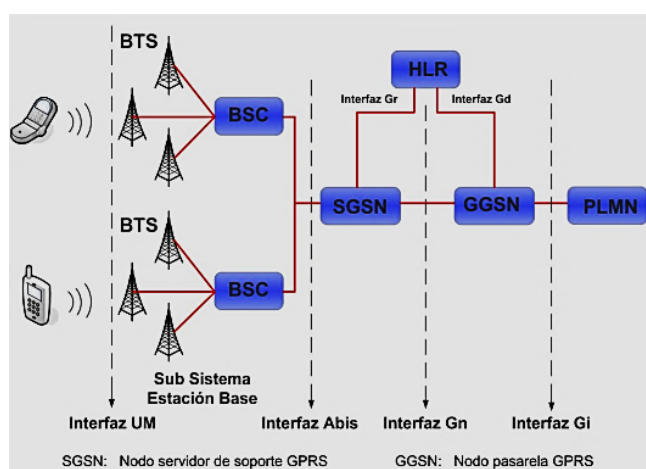 BTS
HLR
Interfaz Gr
Interfaz Gd
BSC
SGSN
GGSN
PLMN
BTS
BSC
Sub Sistema
Estación Base
Interfaz UM
Interfaz Abis
Interfaz Gn
Interfaz Gi
SGSN: Nodo servidor de soporte GPRS
GGSN: Nodo pasarela GPRS